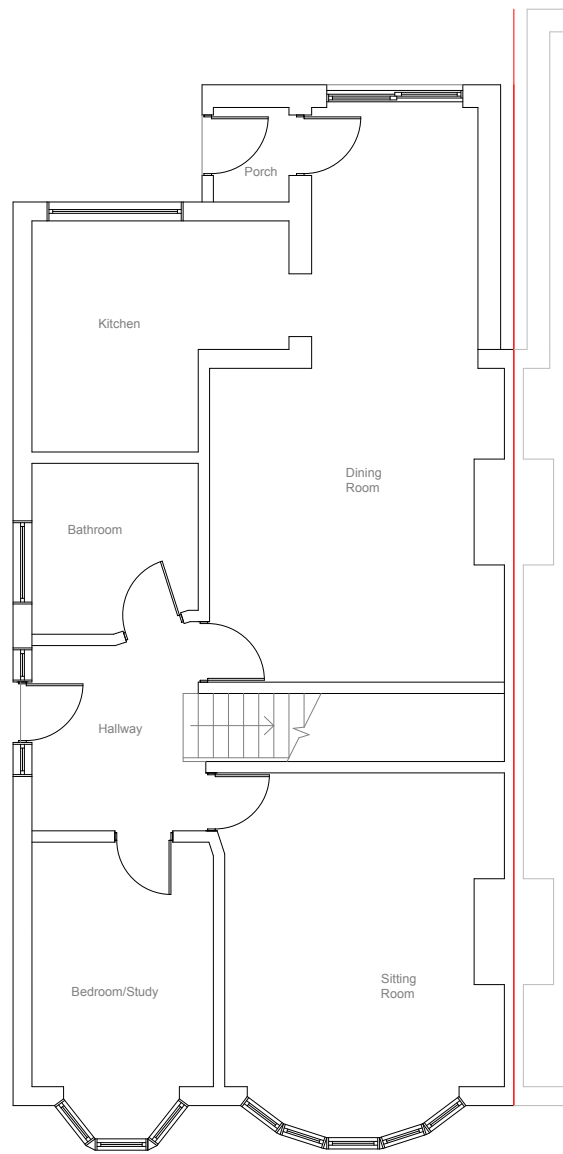 Porch
Kitchen
Dining
Room
Bathroom
Hallway
Bedroom/Study
Sitting
Room